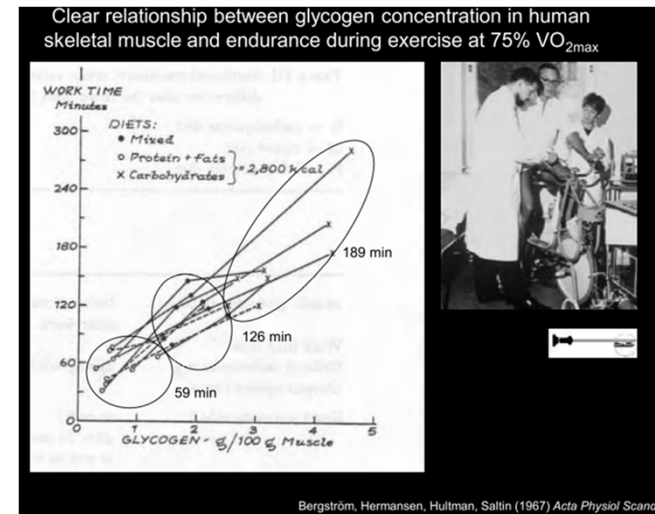 Clear relationship between glycogen concentration in human
skeletal muscle and endurance during exercise at 75% VO2max
WORK TIME
Minutes
DIETS:
• Mixed
○ Protein + Fats
x Carbohydrates
= 2,800 kcal
300
240
180
120
60
0
189 min
126 min
59 min
0 1 2 3 4 5
GLYCOGEN - g/100 g Muscle
Bergström, Hermansen, Hultman, Saltin (1967) Acta Physiol Scand